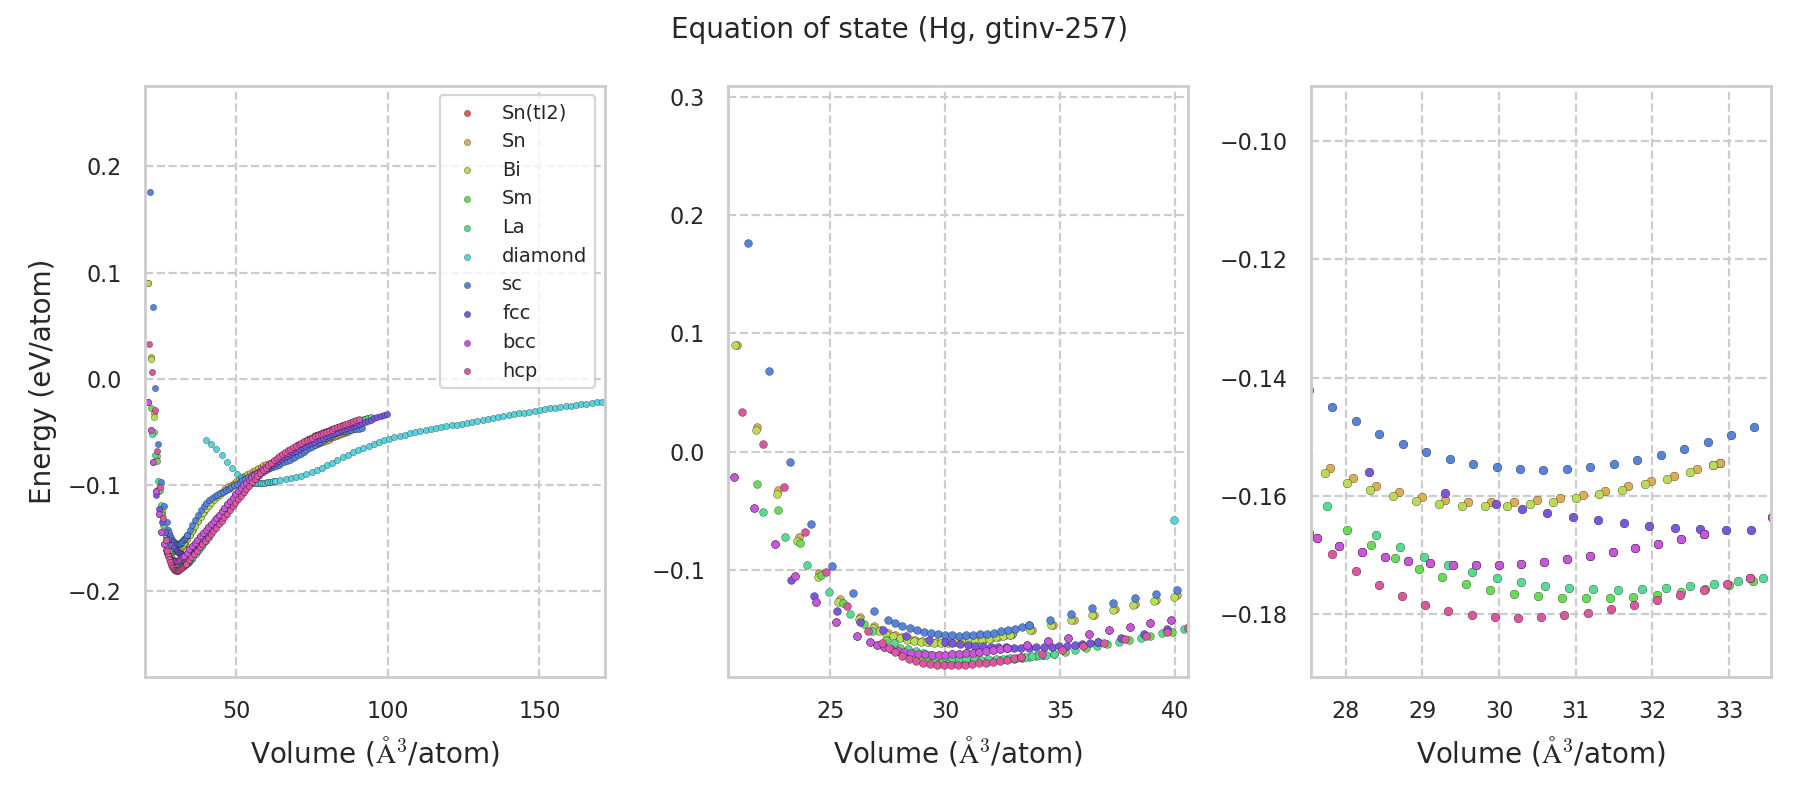 Equation of state (Hg, gtinv-257)
Energy (eV/atom)
0.2
0.1
0.0
−0.1
−0.2
50
100
150
Volume (Å³/atom)
Sn(tI2)
Sn
Bi
Sm
La
diamond
sc
fcc
bcc
hcp
0.3
0.2
0.1
0.0
−0.1
25
30
35
40
Volume (Å³/atom)
−0.10
−0.12
−0.14
−0.16
−0.18
28
29
30
31
32
33
Volume (Å³/atom)